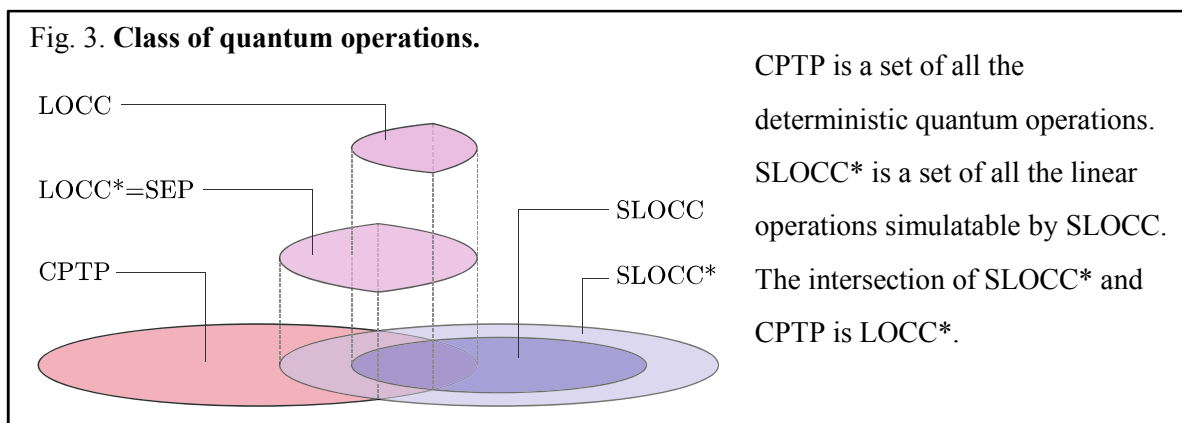 Fig. 3. Class of quantum operations.
LOCC
LOCC*=SEP
CPTP
SLOCC
SLOCC*
CPTP is a set of all the
deterministic quantum operations.
SLOCC* is a set of all the linear
operations simulatable by SLOCC.
The intersection of SLOCC* and
CPTP is LOCC*.